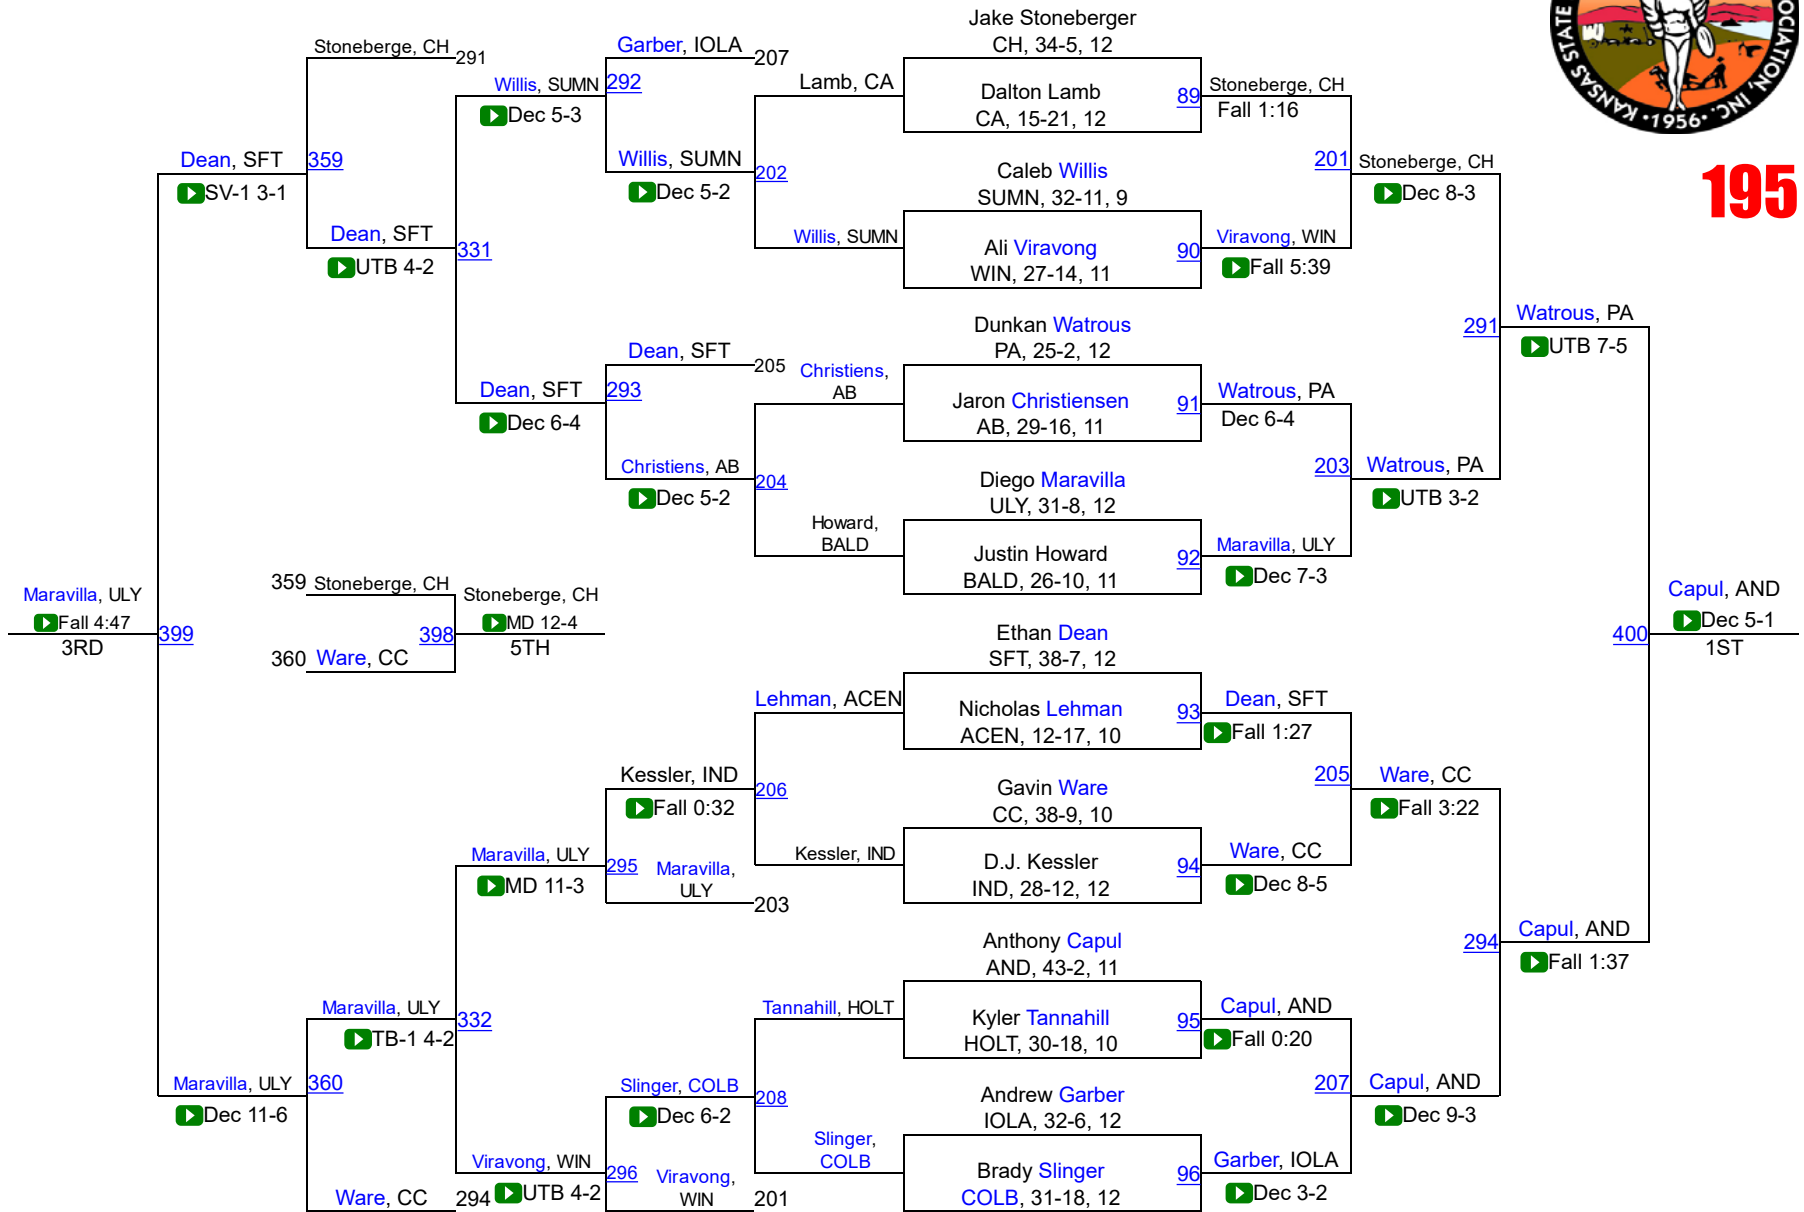 Jake Stoneberger
CH, 34-5, 12
Dalton Lamb
CA, 15-21, 12
89
Caleb Willis
SUMN, 32-11, 9
Ali Viravong
WIN, 27-14, 11
90
Dunkan Watrous
PA, 25-2, 12
Jaron Christiensen
AB, 29-16, 11
91
Diego Maravilla
ULY, 31-8, 12
Justin Howard
BALD, 26-10, 11
92
Ethan Dean
SFT, 38-7, 12
Nicholas Lehman
ACEN, 12-17, 10
93
Gavin Ware
CC, 38-9, 10
D.J. Kessler
IND, 28-12, 12
94
Anthony Capul
AND, 43-2, 11
Kyler Tannahill
HOLT, 30-18, 10
95
Andrew Garber
IOLA, 32-6, 12
Brady Slinger
COLB, 31-18, 12
96
Stoneberge, CH
Fall 1:16
201
Viravong, WIN
Fall 5:39
Watrous, PA
Dec 6-4
203
Maravilla, ULY
Dec 7-3
Dean, SFT
Fall 1:27
205
Ware, CC
Dec 8-5
Capul, AND
Fall 0:20
207
Garber, IOLA
Dec 3-2
Stoneberge, CH
Dec 8-3
291
Watrous, PA
UTB 3-2
Ware, CC
Fall 3:22
294
Capul, AND
Dec 9-3
Watrous, PA
UTB 7-5
400
Capul, AND
Fall 1:37
Capul, AND
Dec 5-1
1ST
KANSAS STATE
OCIATION, INC.
•1956•
195
Lamb, CA
202
Willis, SUMN
Christiens,
AB
204
Howard,
BALD
Lehman, ACEN
206
Kessler, IND
Tannahill, HOLT
208
Slinger,
COLB
Garber, IOLA
207
292
Willis, SUMN
Dec 5-2
Dean, SFT
205
293
Christiens, AB
Dec 5-2
Kessler, IND
Fall 0:32
295
Maravilla,
ULY
203
Slinger, COLB
Dec 6-2
296
Viravong,
WIN
201
Willis, SUMN
Dec 5-3
331
Dean, SFT
Dec 6-4
Maravilla, ULY
MD 11-3
332
Viravong, WIN
UTB 4-2
Stoneberge, CH
291
359
Dean, SFT
UTB 4-2
Maravilla, ULY
TB-1 4-2
360
Ware, CC
294
Dean, SFT
SV-1 3-1
399
Maravilla, ULY
Dec 11-6
Maravilla, ULY
Fall 4:47
3RD
359
Stoneberge, CH
398
360
Ware, CC
Stoneberge, CH
MD 12-4
5TH